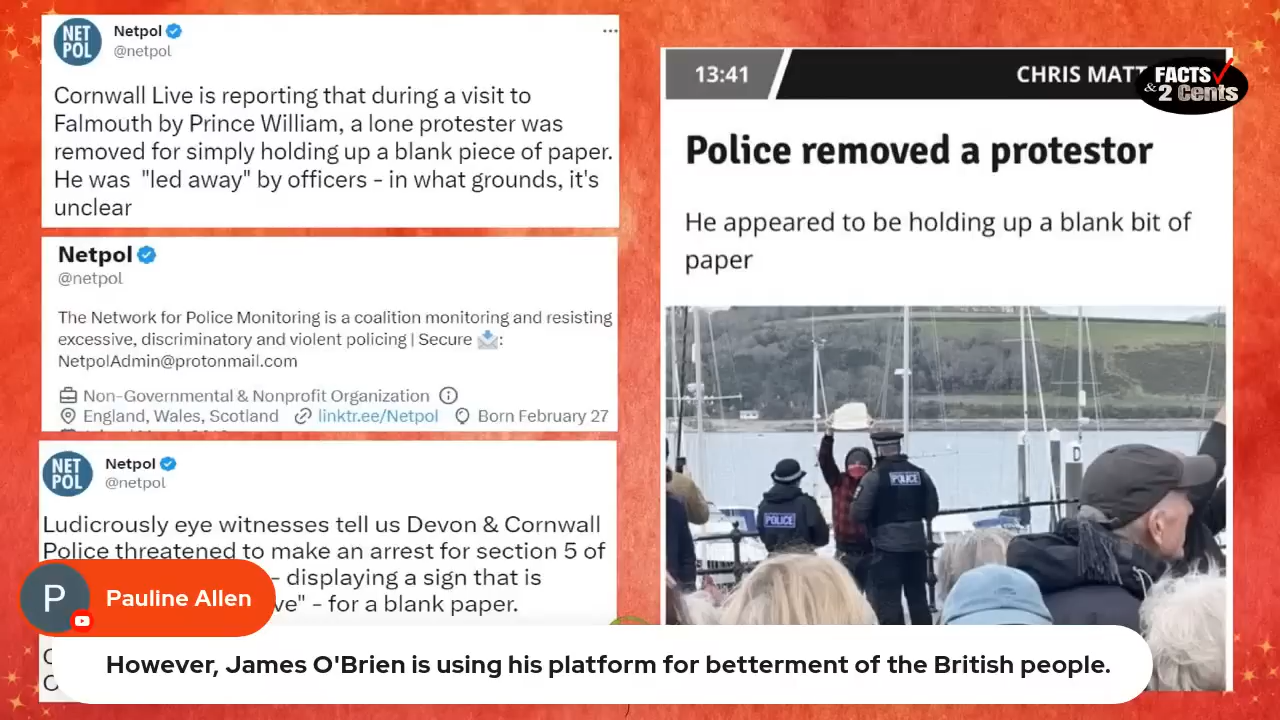 NET
POL
Netpol
@netpol
Cornwall Live is reporting that during a visit to
Falmouth by Prince William, a lone protester was
removed for simply holding up a blank piece of paper.
He was "led away" by officers - in what grounds, it's
unclear
Netpol
@netpol
The Network for Police Monitoring is a coalition monitoring and resisting
excessive, discriminatory and violent policing | Secure :
NetpolAdmin@protonmail.com
Non-Governmental & Nonprofit Organization
England, Wales, Scotland linktr.ee/Netpol Born February 27
NET
POL
Netpol
@netpol
Ludicrously eye witnesses tell us Devon & Cornwall
Police threatened to make an arrest for section 5 of
- displaying a sign that is
ve" - for a blank paper.
P
Pauline Allen
However, James O'Brien is using his platform for betterment of the British people.
13:41
CHRIS MATT
FACTS
& 2 Cents
Police removed a protestor
He appeared to be holding up a blank bit of
paper
POLICE
POLICE
D